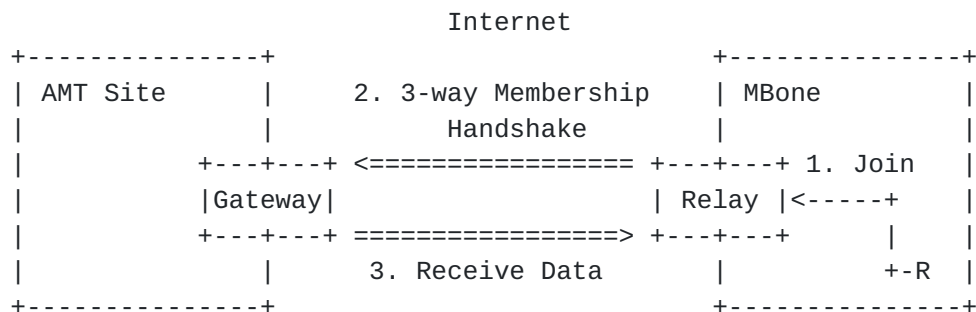 Internet
+---------------+                             +---------------+
| AMT Site      |     2. 3-way Membership     | MBone         |
|               |           Handshake         |               |
|           +---+---+ <================= +---+---+ 1. Join   |
|           |Gateway|                    | Relay |<-----+    |
|           +---+---+ =================> +---+---+      |    |
|               |      3. Receive Data        |          +-R  |
+---------------+                             +---------------+